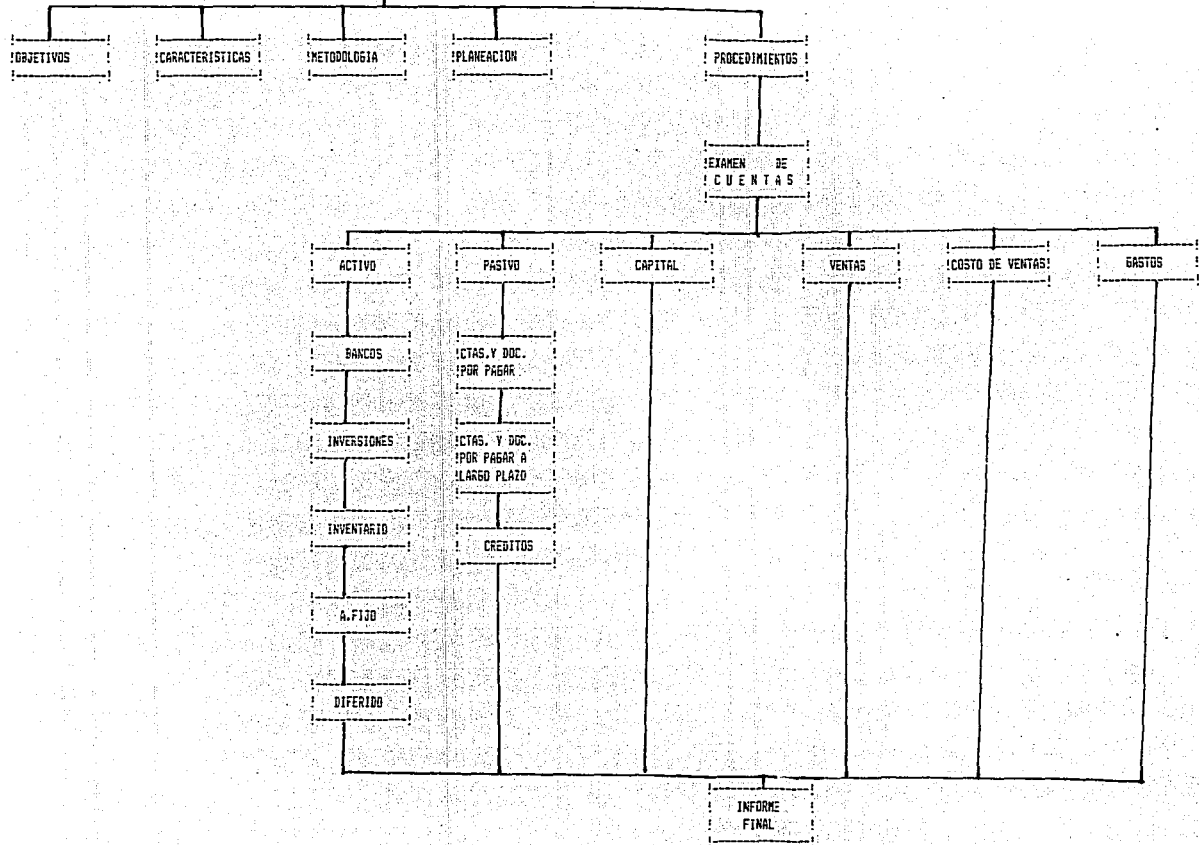 OBJETIVOS
CARACTERISTICAS
METODOLOGIA
PLANEACION
PROCEDIMIENTOS
EXAMEN DE
C U E N T A S
ACTIVO
PASIVO
CAPITAL
VENTAS
COSTO DE VENTAS
GASTOS
BANCOS
CTAS.Y DOC.
POR PAGAR
INVERSIONES
CTAS. Y DOC.
POR PAGAR A
LARGO PLAZO
INVENTARIO
CREDITOS
A.FIJO
DIFERIDO
INFORME
FINAL